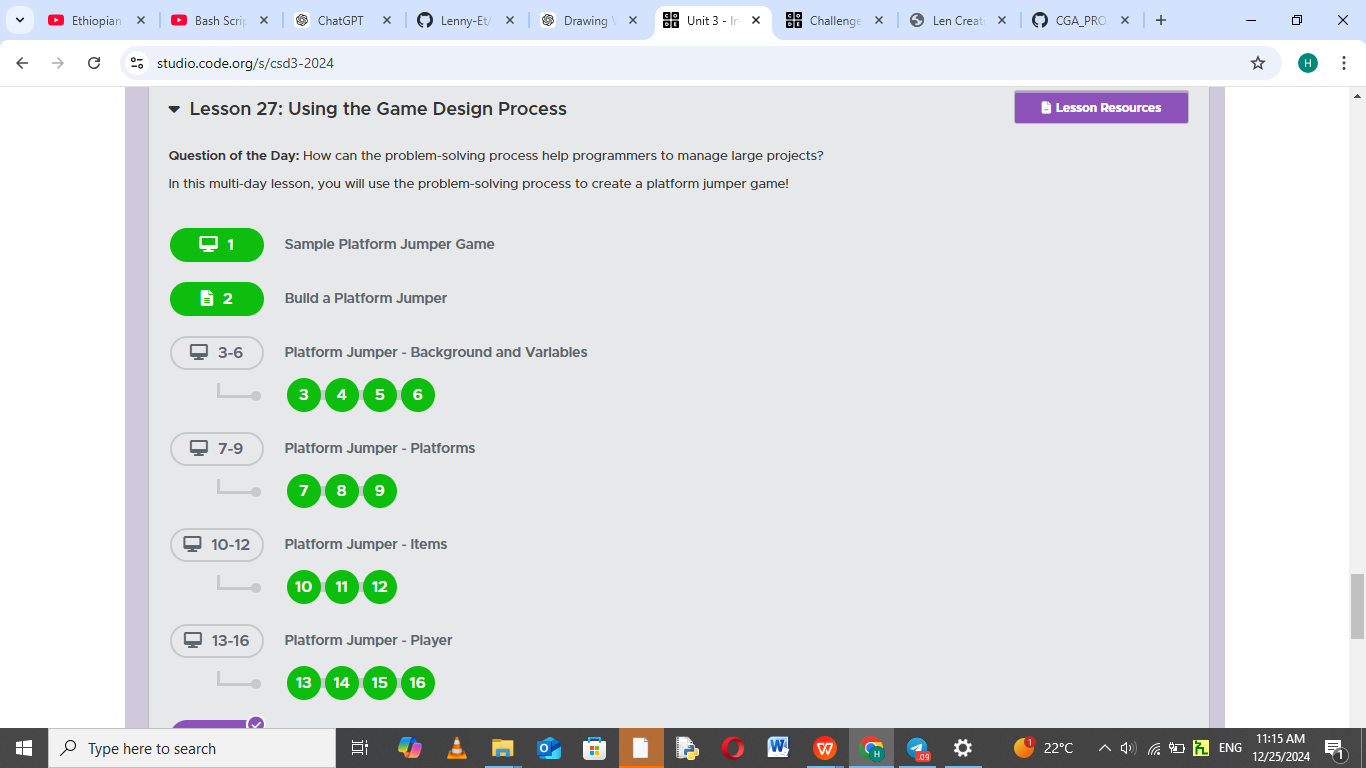 Ethiopian
Bash Scrip
ChatGPT
Lenny-Et/
Drawing
Unit 3 - In
Challenge
Len Creat
CGA_PRO
studio.code.org/s/csd3-2024
H
Lesson 27: Using the Game Design Process
Lesson Resources
Question of the Day: How can the problem-solving process help programmers to manage large projects?
In this multi-day lesson, you will use the problem-solving process to create a platform jumper game!
1 Sample Platform Jumper Game
2 Build a Platform Jumper
3-6 Platform Jumper - Background and Variables
3 4 5 6
7-9 Platform Jumper - Platforms
7 8 9
10-12 Platform Jumper - Items
10 11 12
13-16 Platform Jumper - Player
13 14 15 16
Type here to search
.09
1
22°C
ENG
11:15 AM
12/25/2024
1